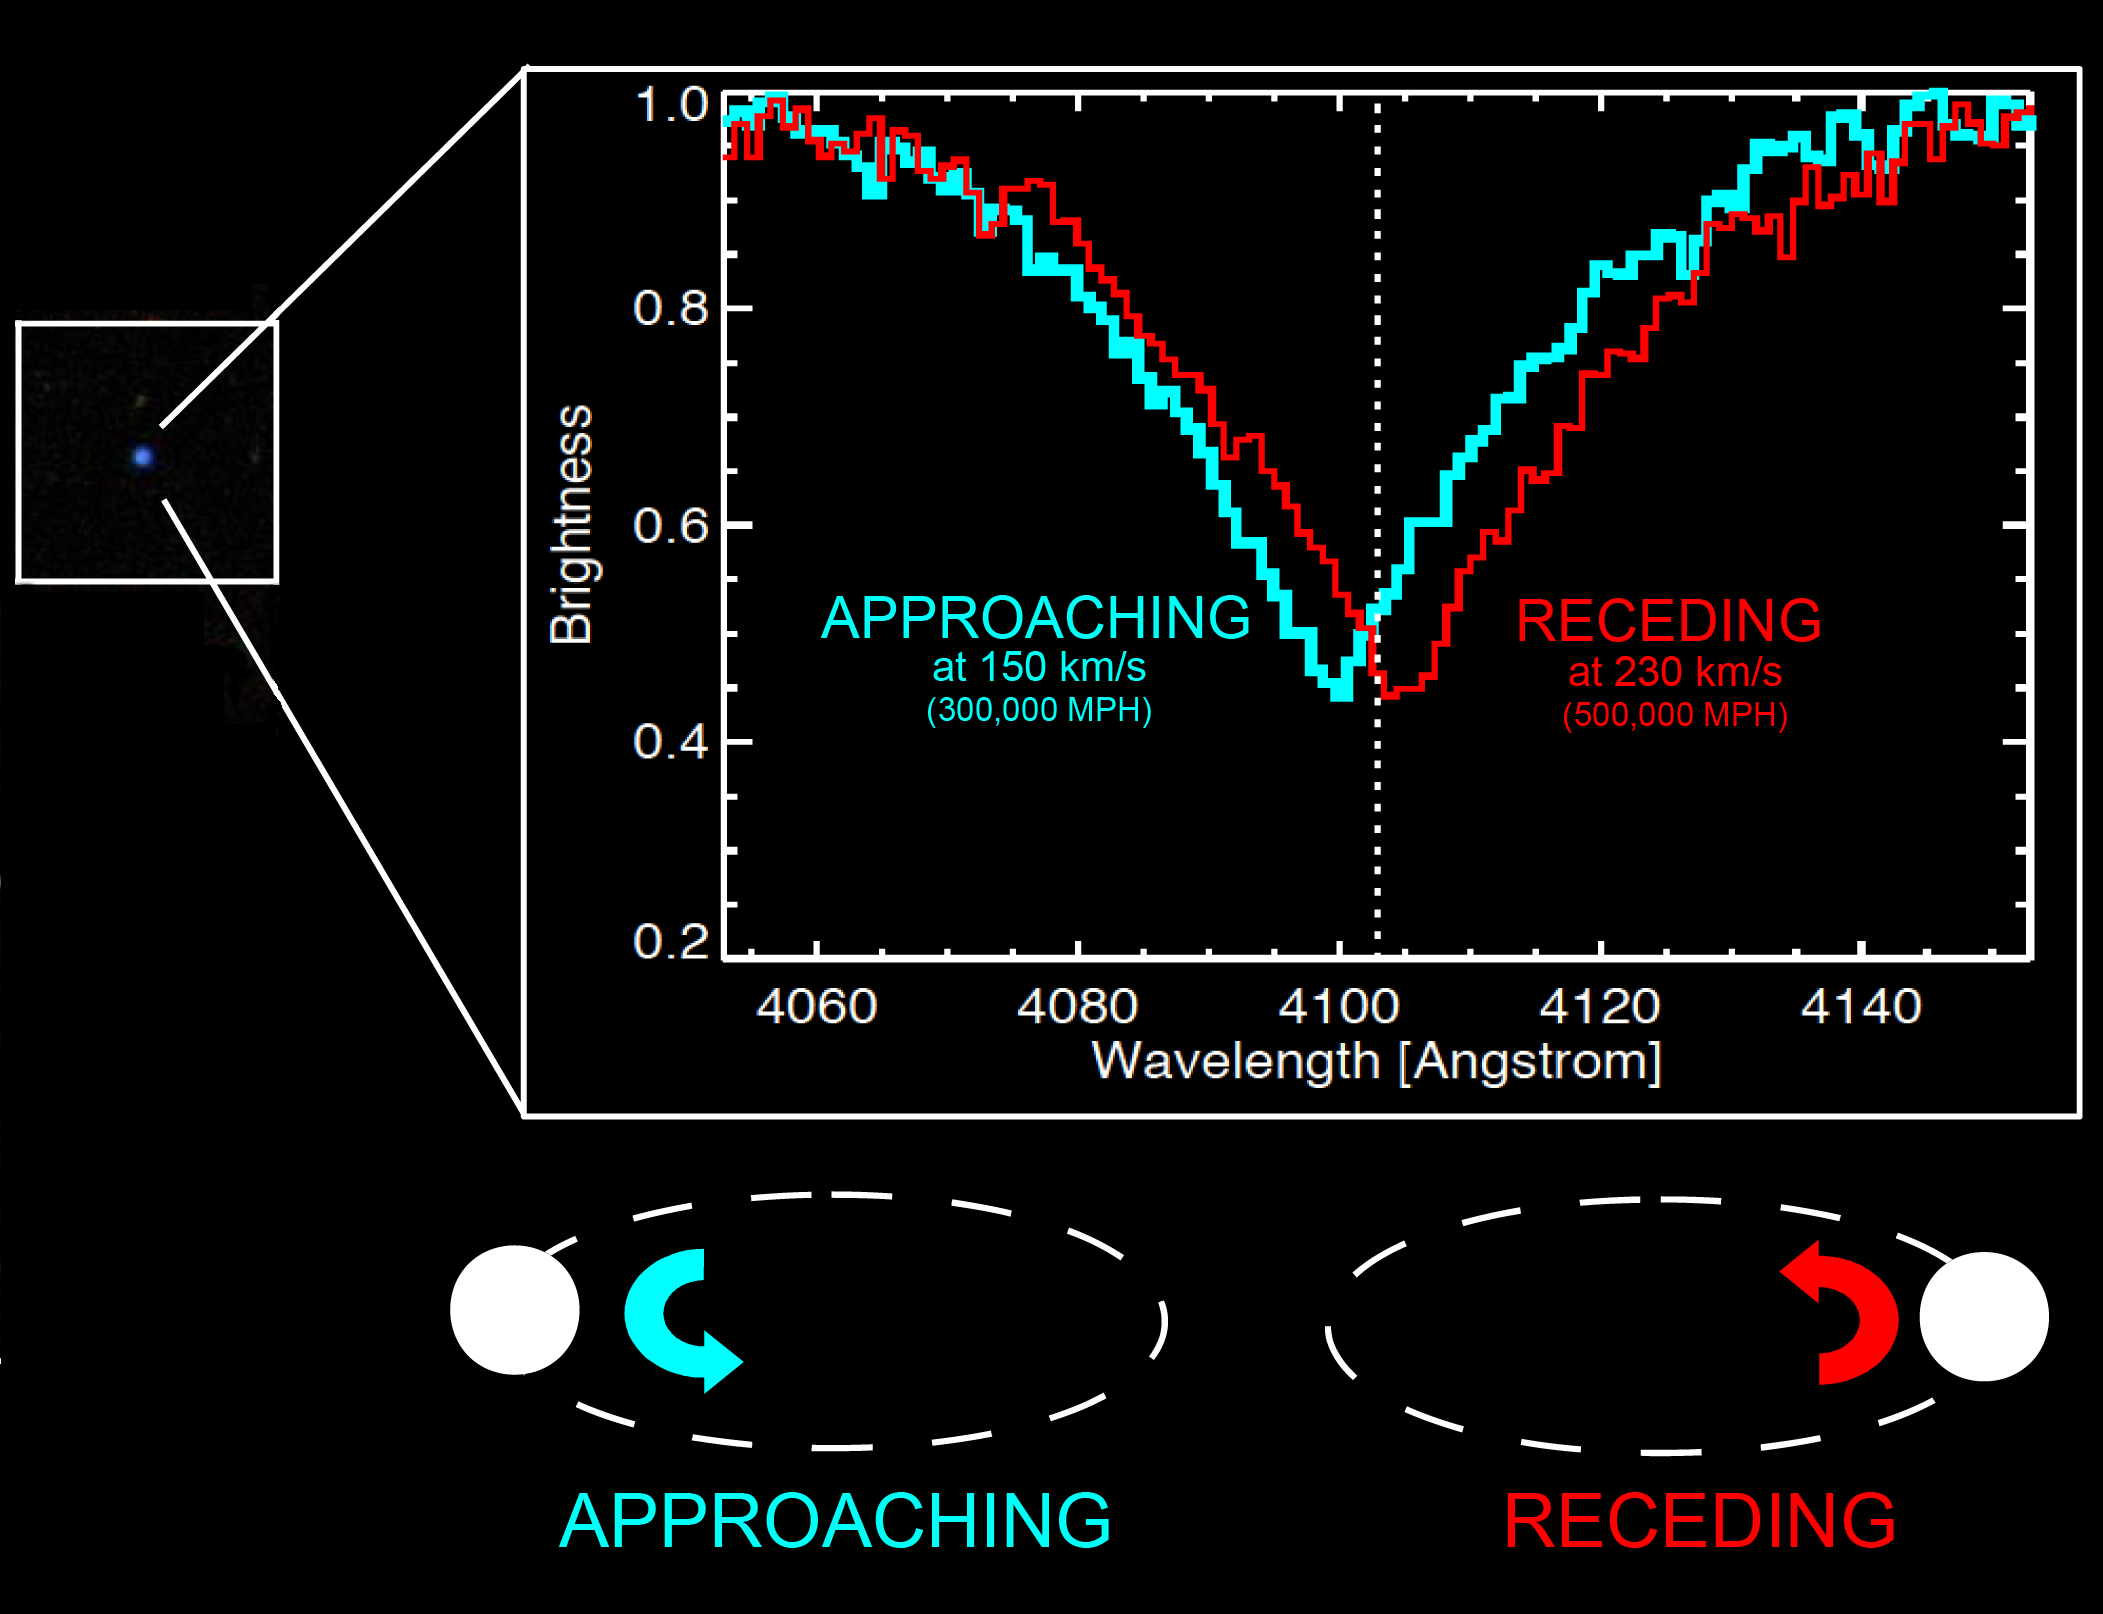 1.0
0.8
0.6
0.4
0.2
Brightness
APPROACHING
at 150 km/s
(300,000 MPH)
RECEDING
at 230 km/s
(500,000 MPH)
4060 4080 4100 4120 4140
Wavelength [Angstrom]
APPROACHING
RECEDING